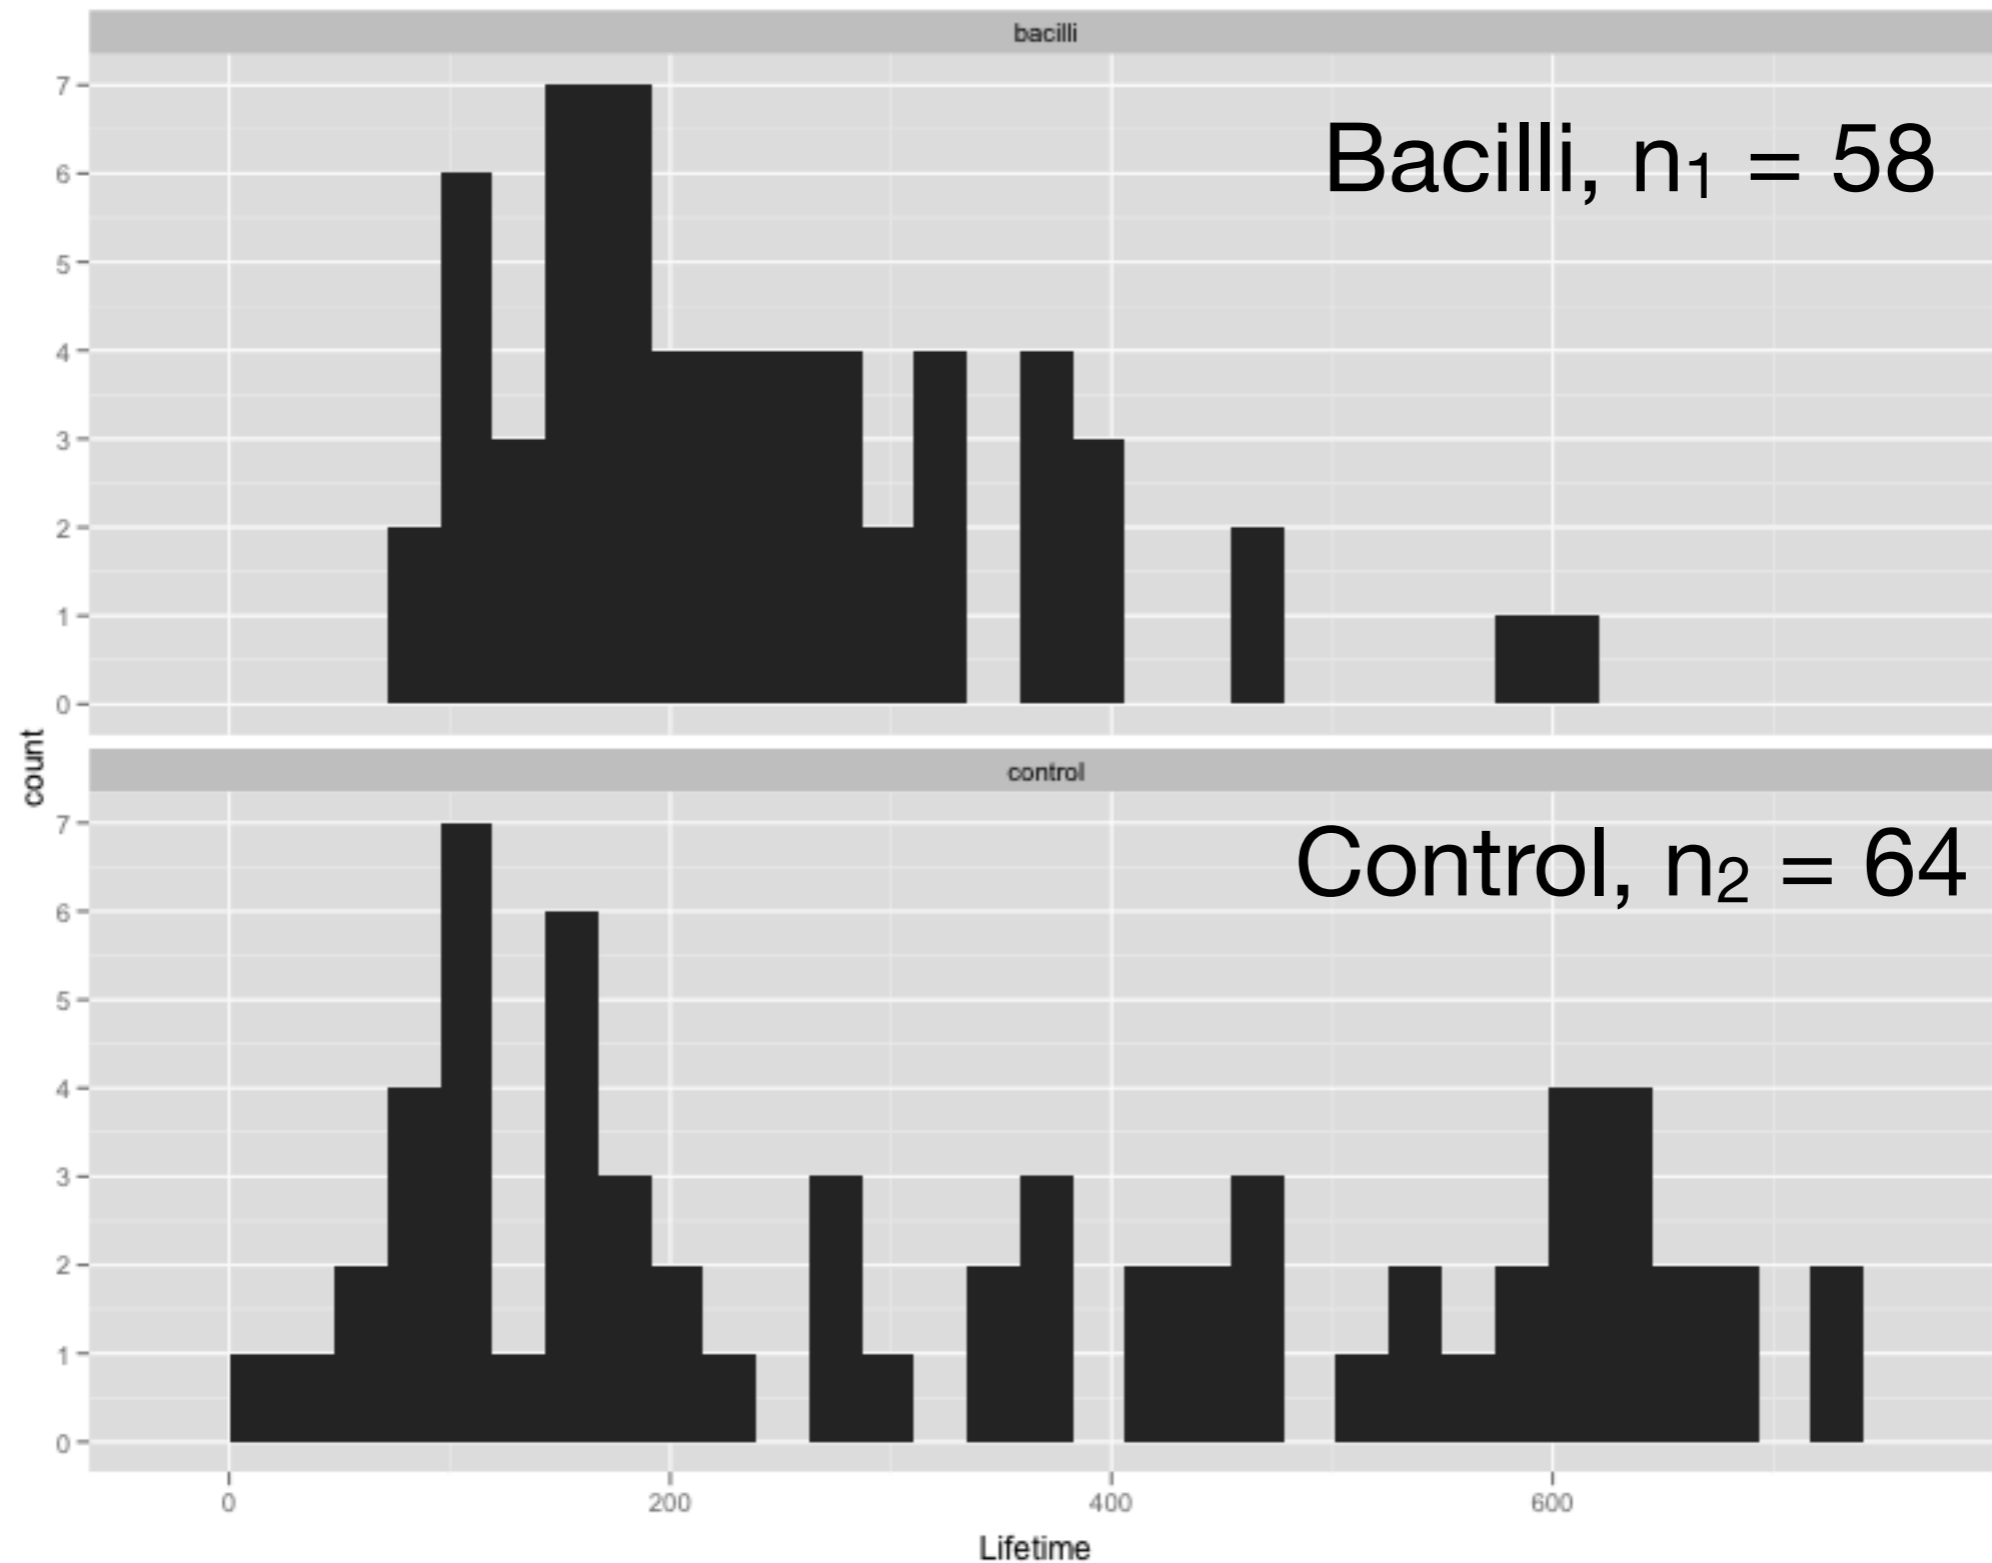 bacilli
7
Bacilli, n₁ = 58
6
5
4
3
2
1
0
count
control
7
Control, n₂ = 64
6
5
4
3
2
1
0
0 200 400 600
Lifetime